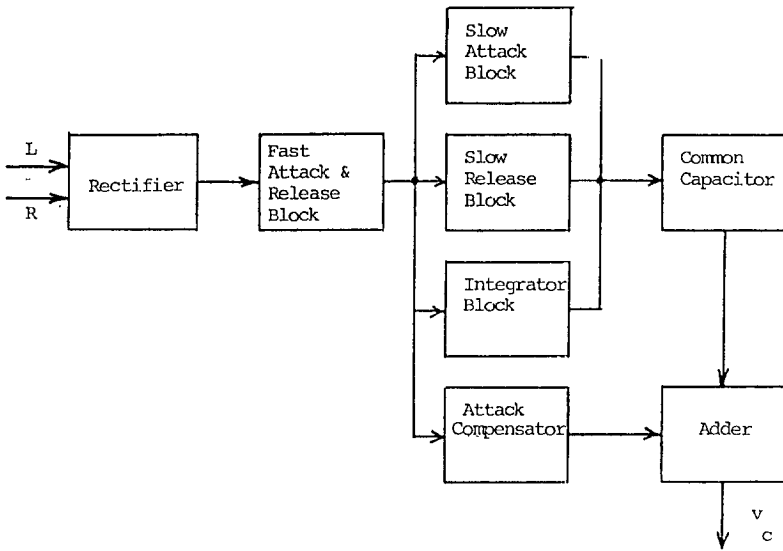 Slow
Attack
Block
L
R
Rectifier
Fast
Attack &
Release
Block
Slow
Release
Block
Common
Capacitor
Integrator
Block
Attack
Compensator
Adder
v
c